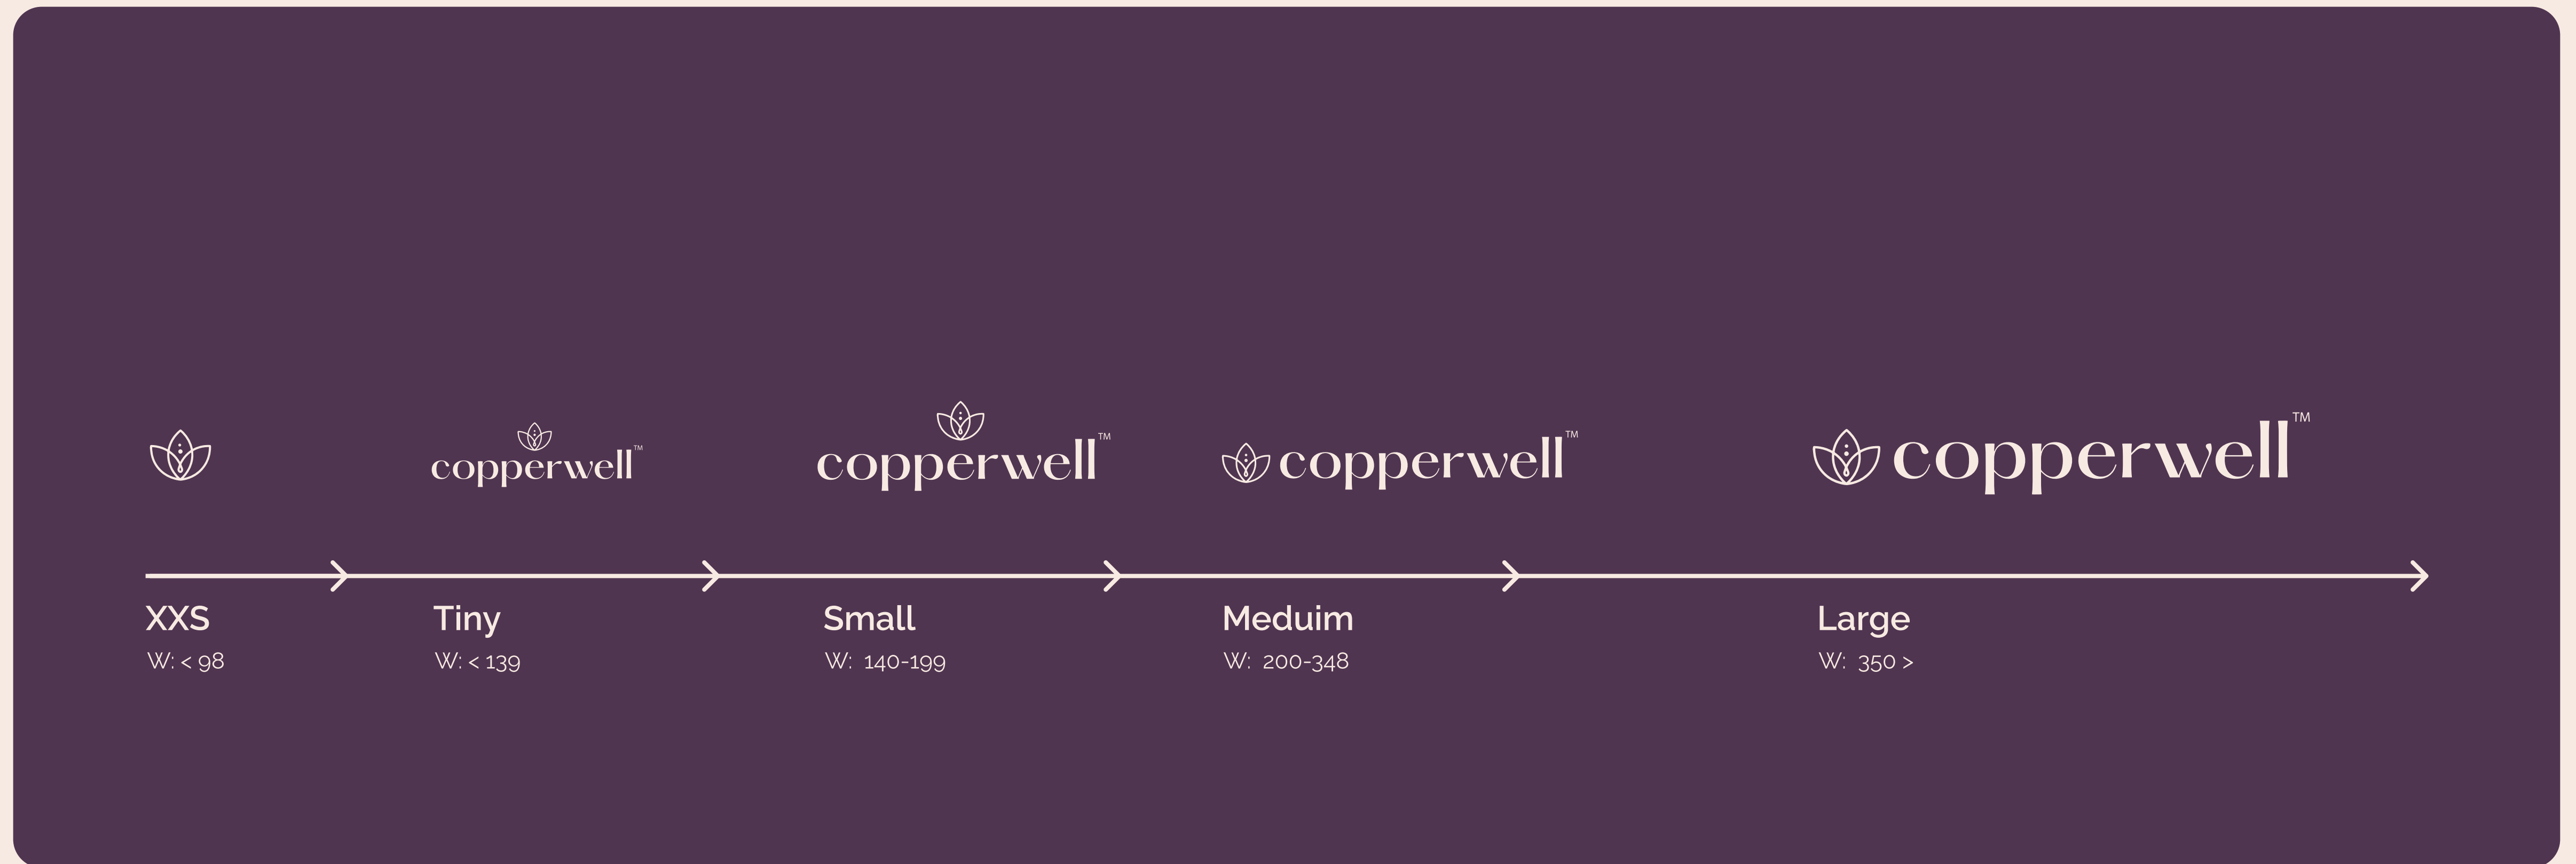 copperwell™
copperwell™
copperwell™
copperwell™
XXS
W: < 98
Tiny
W: < 139
Small
W: 140-199
Meduim
W: 200-348
Large
W: 350 >